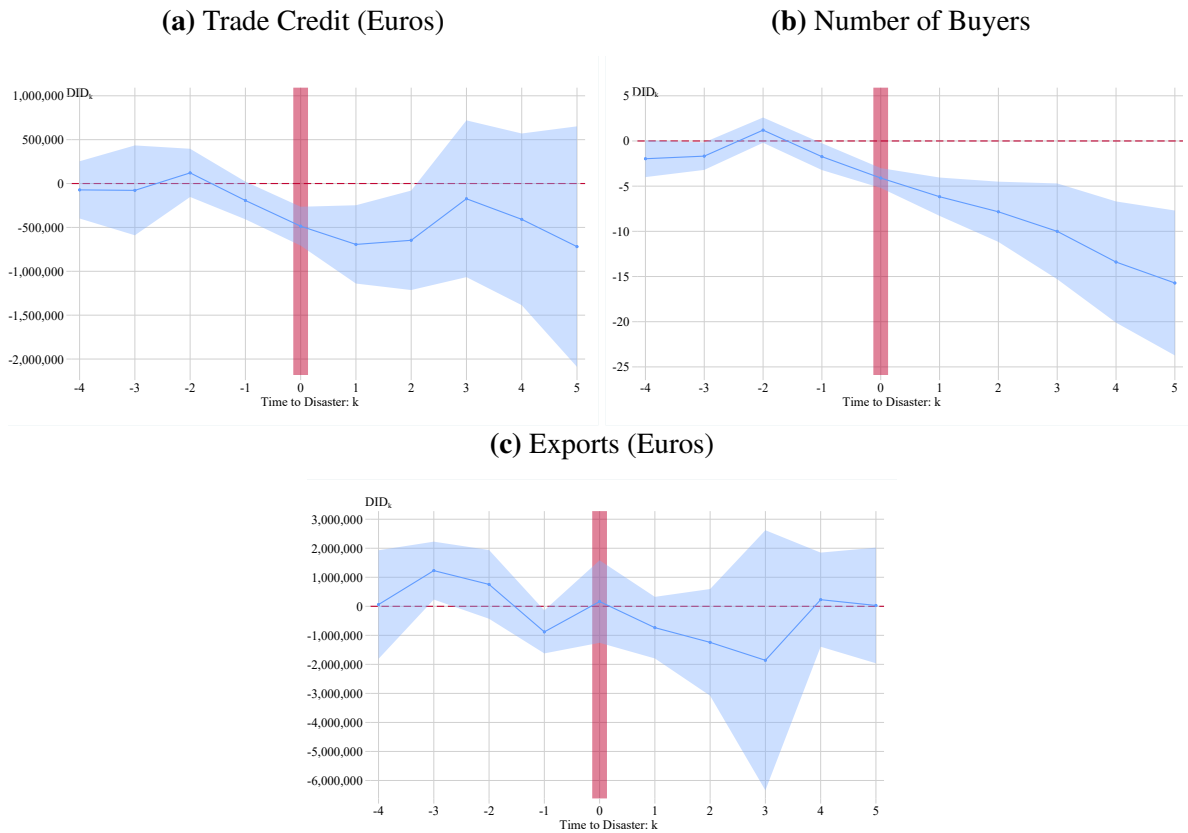 (a) Trade Credit (Euros)
DIDₖ
1,000,000
500,000
0
-500,000
-1,000,000
-1,500,000
-2,000,000
-4 -3 -2 -1 0 1 2 3 4 5
Time to Disaster: k
(b) Number of Buyers
DIDₖ
5
0
-5
-10
-15
-20
-25
-4 -3 -2 -1 0 1 2 3 4 5
Time to Disaster: k
(c) Exports (Euros)
DIDₖ
3,000,000
2,000,000
1,000,000
0
-1,000,000
-2,000,000
-3,000,000
-4,000,000
-5,000,000
-6,000,000
-4 -3 -2 -1 0 1 2 3 4 5
Time to Disaster: k